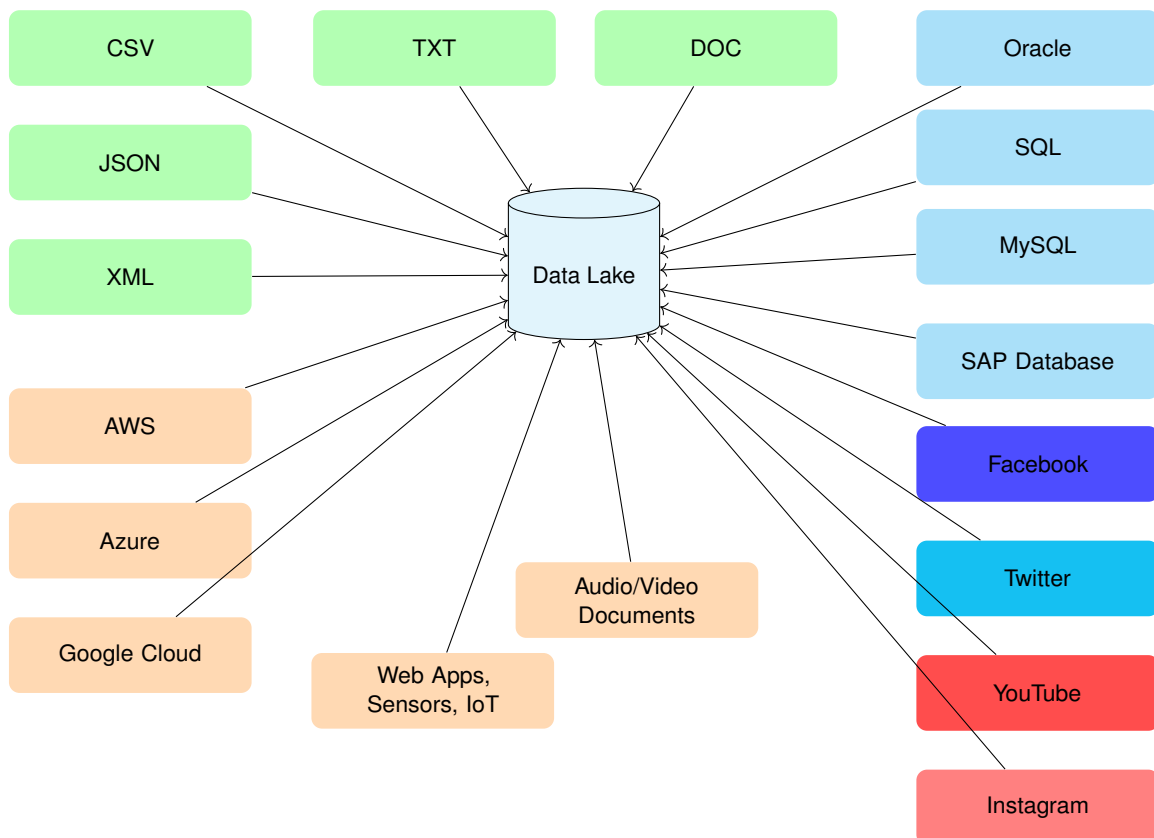 CSV
TXT
DOC
Oracle
JSON
SQL
XML
MySQL
Data Lake
SAP Database
AWS
Facebook
Azure
Twitter
Audio/Video
Documents
Google Cloud
Web Apps,
Sensors, IoT
YouTube
Instagram